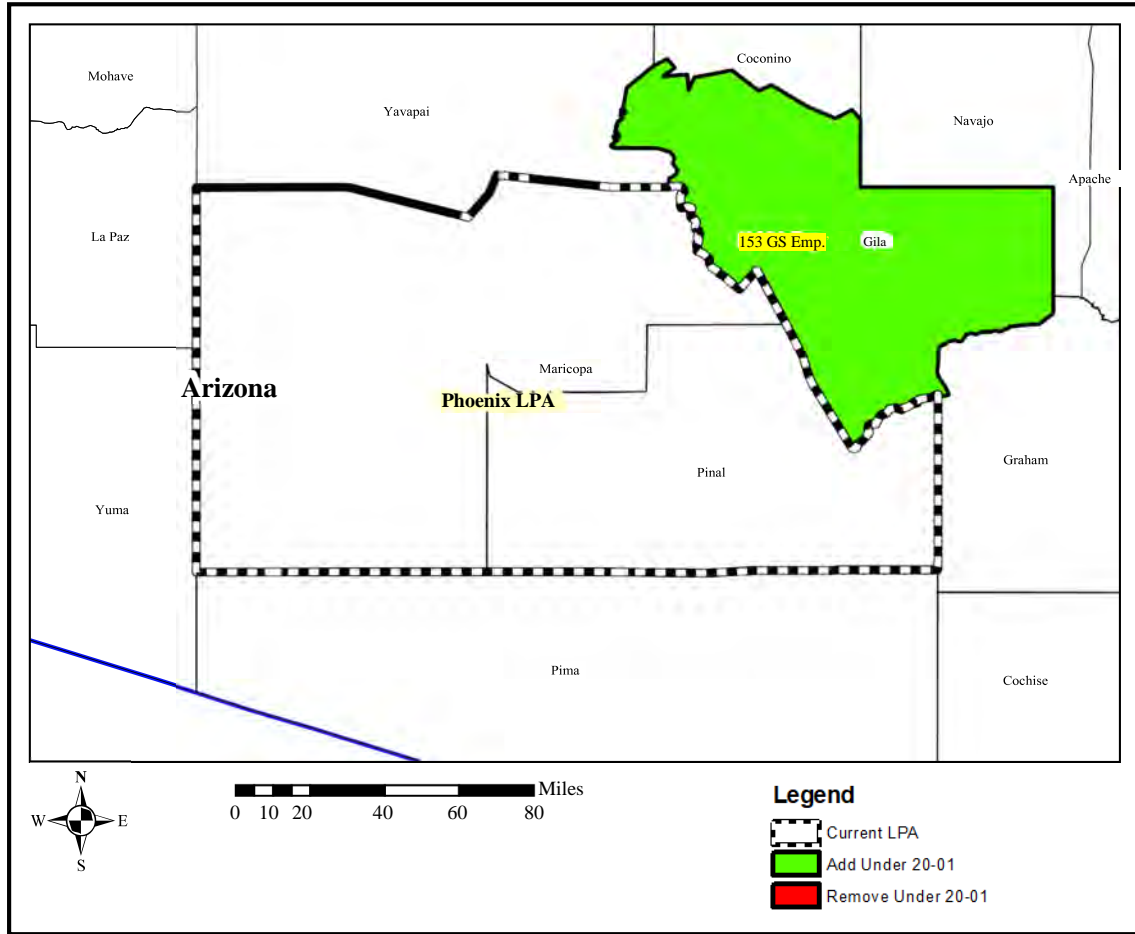 Coconino
Mohave
Yavapai
Navajo
Apache
La Paz
153 GS Emp.
Gila
Maricopa
Arizona
Phoenix LPA
Graham
Pinal
Yuma
Pima
Cochise
N
W
E
S
Miles
0 10 20 40 60 80
Legend
Current LPA
Add Under 20-01
Remove Under 20-01